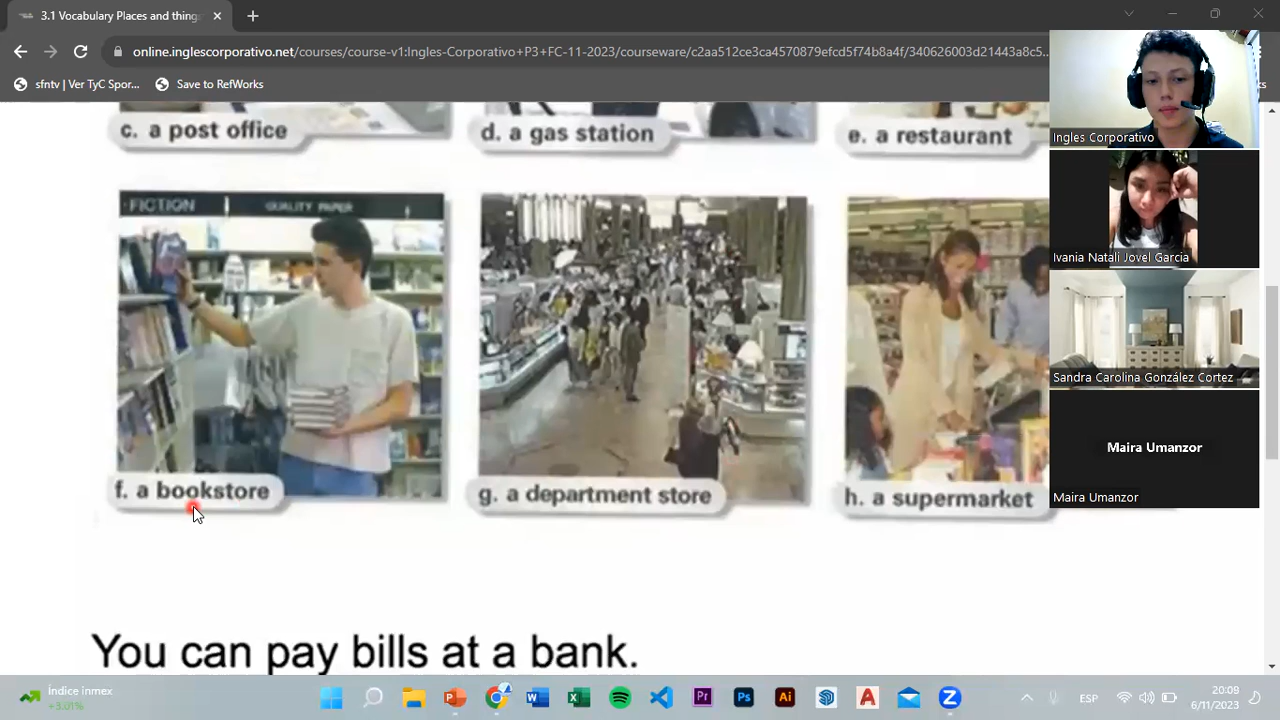 3.1 Vocabulary Places and thing
online.inglescorporativo.net/courses/course-v1:Ingles-Corporativo+P3+FC-11-2023/courseware/c2aa512ce3ca4570879efcd5f74b8a4f/340626003d21443a8c5...
sfntv | Ver TyC Spor...
Save to RefWorks
Ingles Corporativo
Ivania Natali Jovel Garcia
Sandra Carolina González Cortez
Maira Umanzor
Maira Umanzor
c. a post office
d. a gas station
e. a restaurant
FICTION
QUALITY PAPER
f. a bookstore
g. a department store
h. a supermarket
You can pay bills at a bank.
Índice inmex
+3.01%
ESP
20:09
6/11/2023